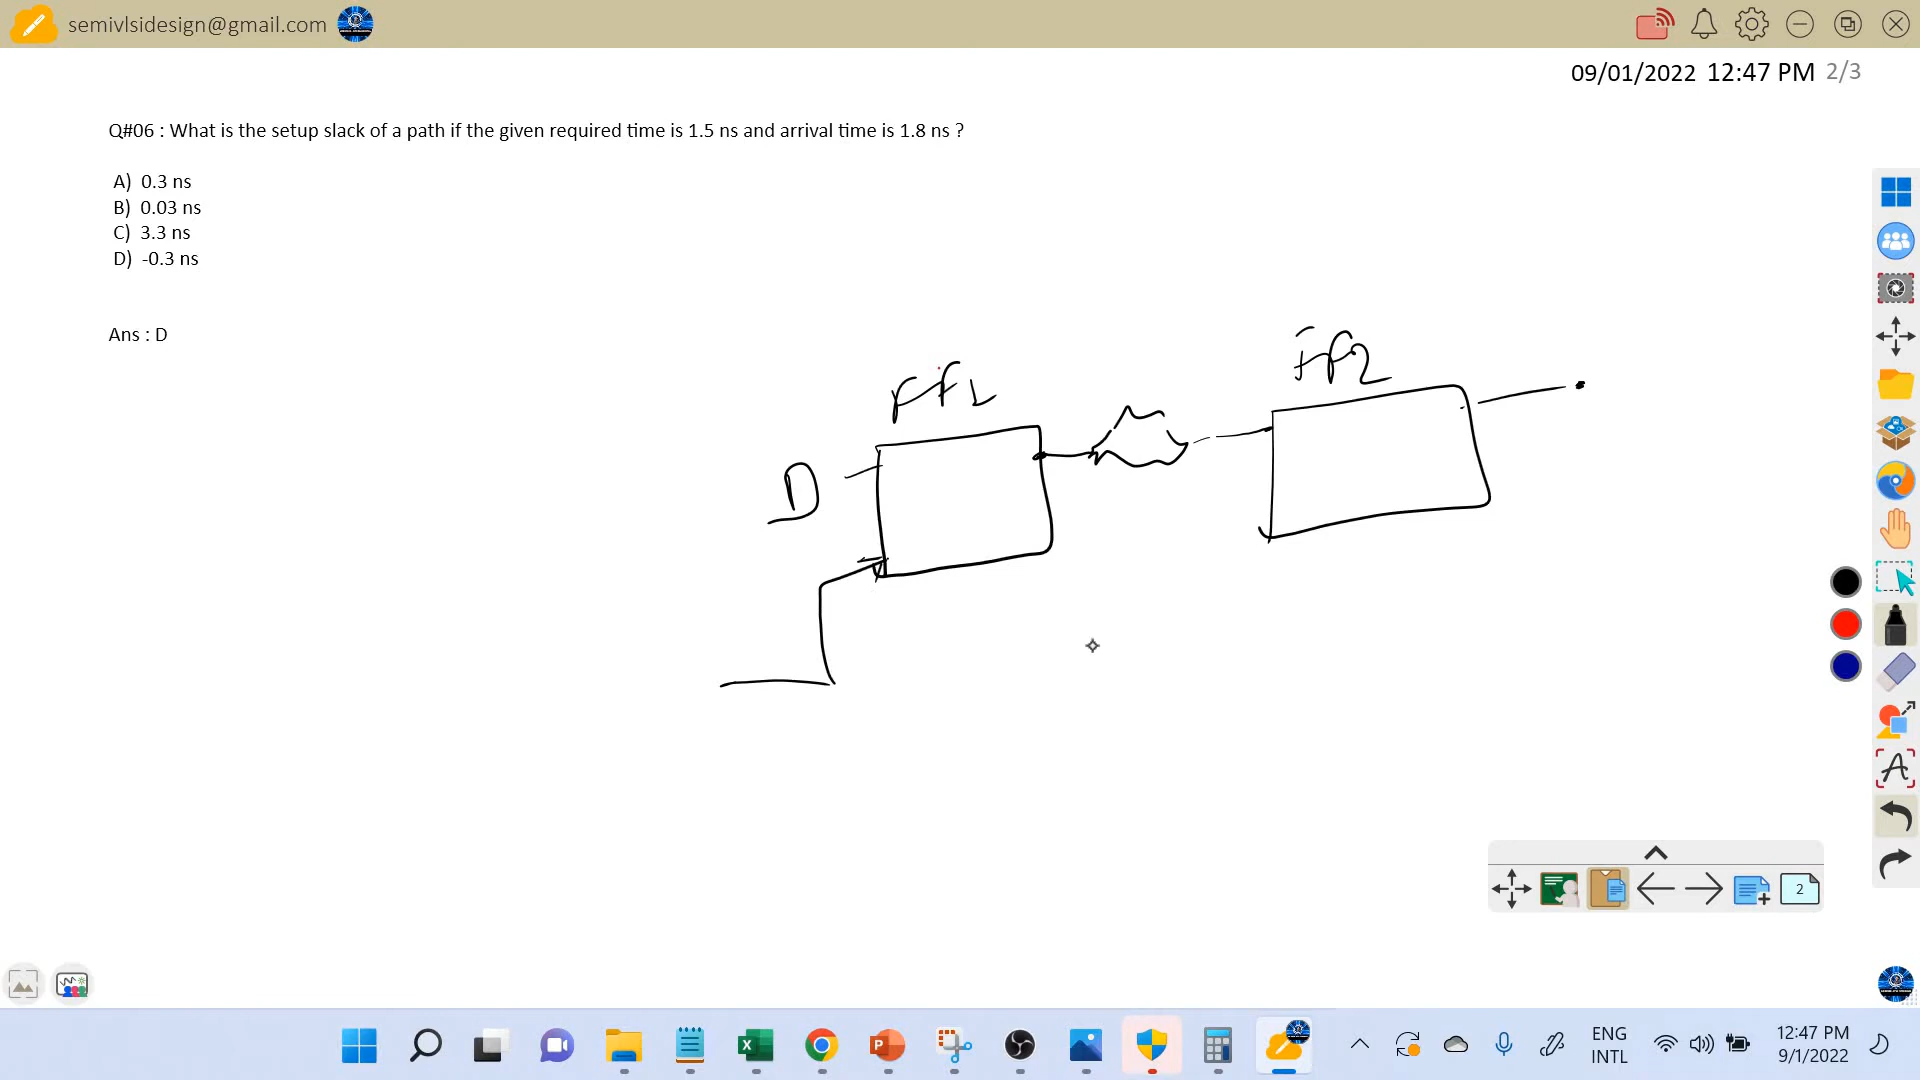 semivlsidesign@gmail.com
09/01/2022 12:47 PM 2/3
Q#06 : What is the setup slack of a path if the given required time is 1.5 ns and arrival time is 1.8 ns ?
A) 0.3 ns
B) 0.03 ns
C) 3.3 ns
D) -0.3 ns
Ans : D
FF2
FF1
D
2
ENG
INTL
12:47 PM
9/1/2022